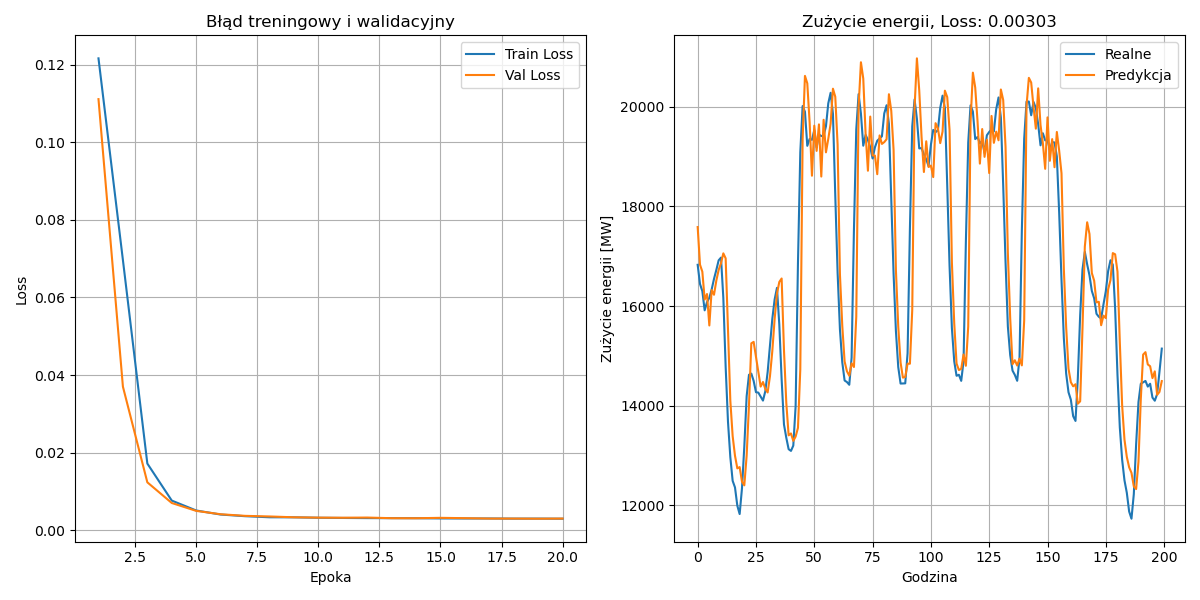 Błąd treningowy i walidacyjny
Train Loss
Val Loss
0.12
0.10
0.08
0.06
0.04
0.02
0.00
Loss
2.5 5.0 7.5 10.0 12.5 15.0 17.5 20.0
Epoka
Zużycie energii, Loss: 0.00303
Realne
Predykcja
20000
18000
16000
14000
12000
Zużycie energii [MW]
0 25 50 75 100 125 150 175 200
Godzina